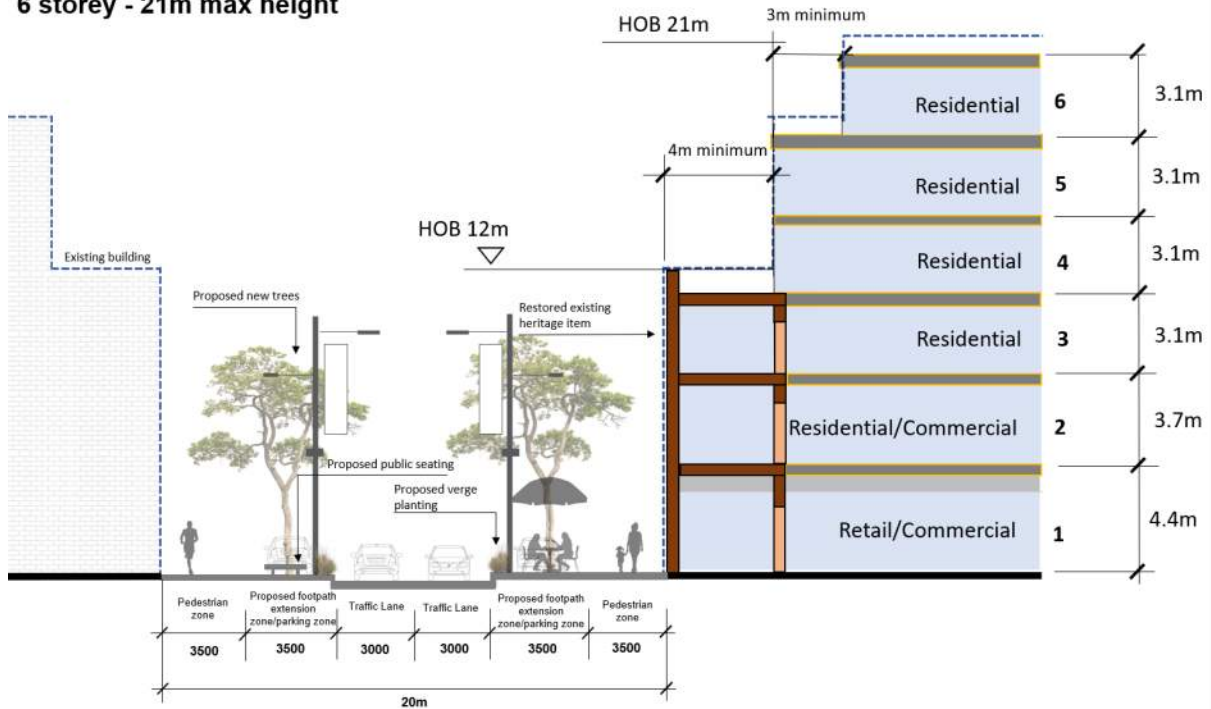 6 storey - 21m max height
3m minimum
HOB 21m
Residential 6 3.1m
4m minimum
Residential 5 3.1m
HOB 12m
Existing building
Residential 4 3.1m
Proposed new trees
Restored existing
heritage item
Residential 3 3.1m
Residential/Commercial 2 3.7m
Proposed public seating
Proposed verge
planting
Retail/Commercial 1 4.4m
Pedestrian
zone
Proposed footpath
extension
zone/parking zone
Traffic Lane
Traffic Lane
Proposed footpath
extension
zone/parking zone
Pedestrian
zone
3500 3500 3000 3000 3500 3500
20m